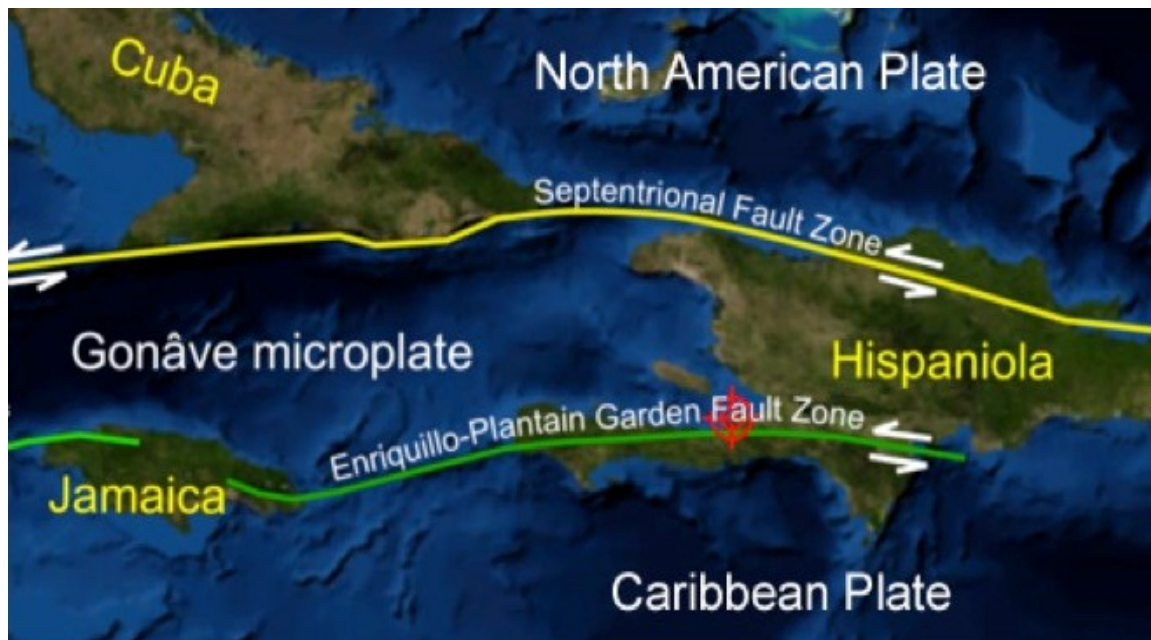 Cuba
North American Plate
Septentrional Fault Zone
Gonâve microplate
Hispaniola
Enriquillo-Plantain Garden Fault Zone
Jamaica
Caribbean Plate